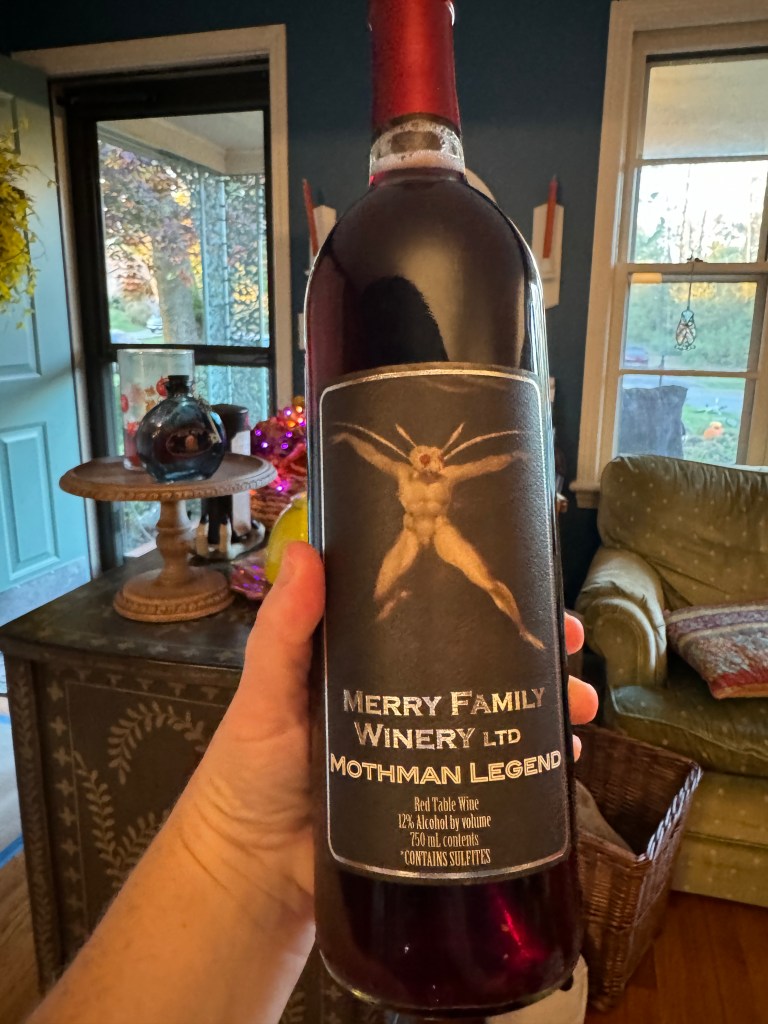 MERRY FAMILY
WINERY LTD
MOTHMAN LEGEND
Red Table Wine
12% Alcohol by volume
750 mL contents
*CONTAINS SULFITES